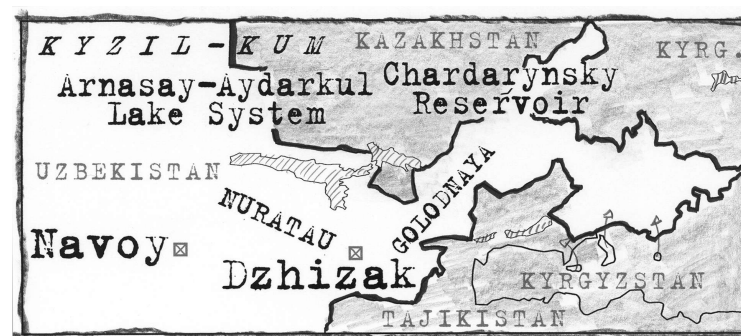 KYZIL-KUM
KAZAKHSTAN
KYRG.
Arnasay-Aydarkul
Lake System
Chardarynsky
Reservoir
UZBEKISTAN
NURATAU
GOLODNAYA
Navoy
Dzhizak
KYRGYZSTAN
TAJIKISTAN